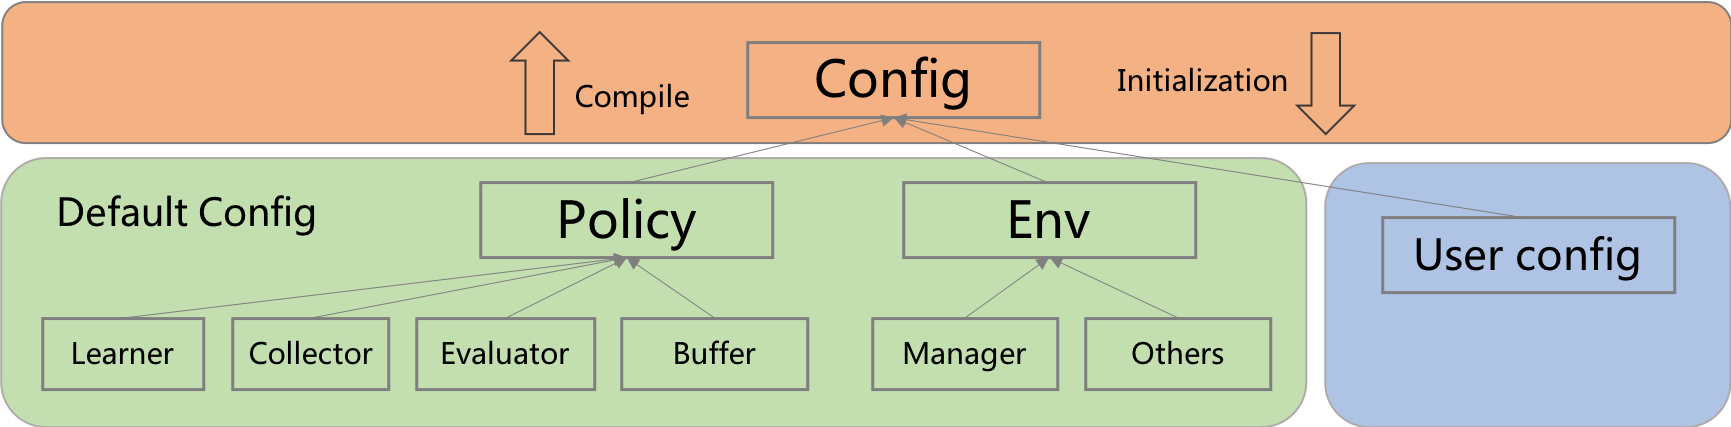 Compile
Config
Initialization
Default Config
Policy
Env
User config
Learner
Collector
Evaluator
Buffer
Manager
Others